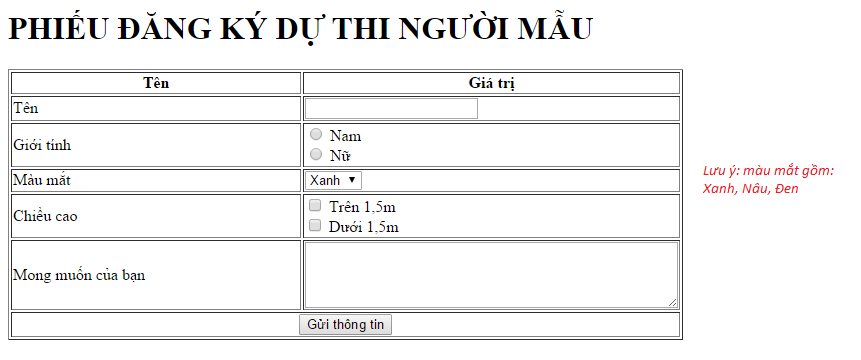 PHIẾU ĐĂNG KÝ DỰ THI NGƯỜI MẪU
Tên
Giá trị
Tên
Giới tính
Nam
Nữ
Màu mắt
Xanh
Lưu ý: màu mắt gồm:
Xanh, Nâu, Đen
Chiều cao
Trên 1,5m
Dưới 1,5m
Mong muốn của bạn
Gửi thông tin